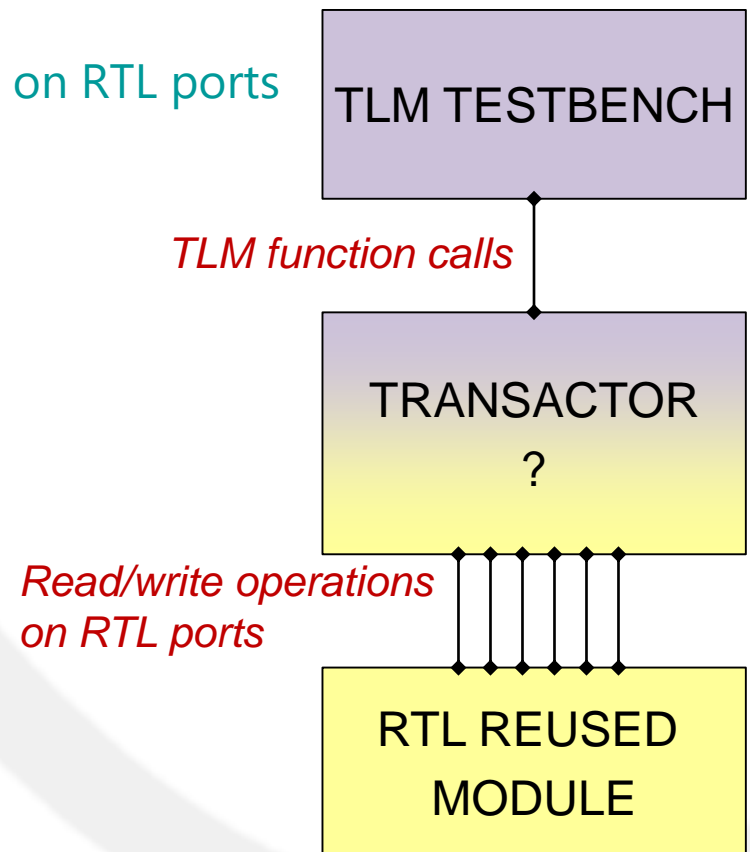 on RTL ports
TLM TESTBENCH
TLM function calls
TRANSACTOR
?
Read/write operations
on RTL ports
RTL REUSED
MODULE